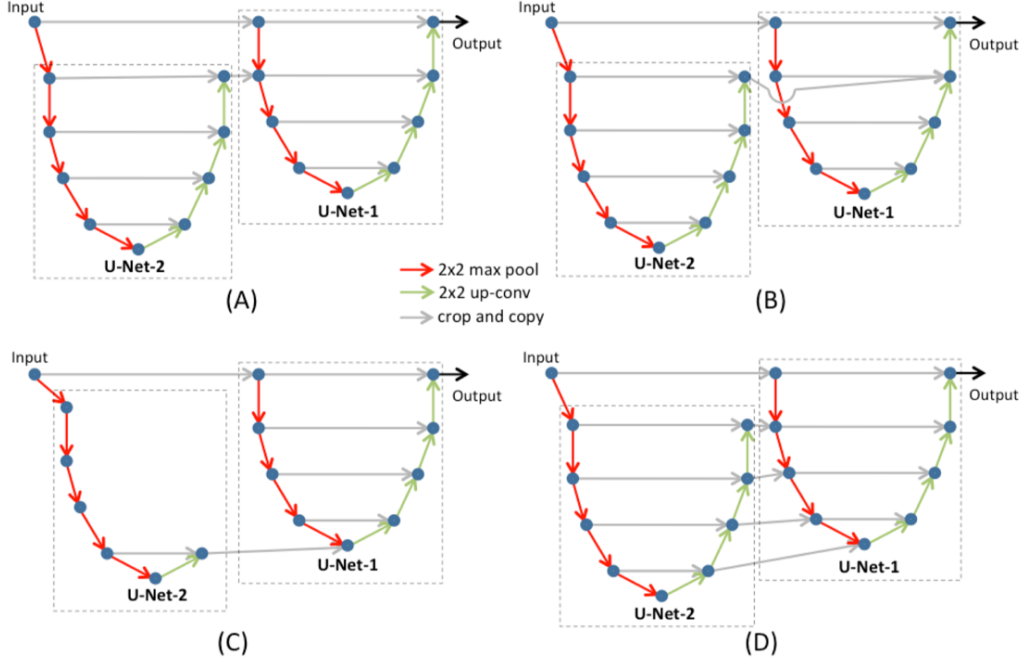 Input
Output
U-Net-1
U-Net-2
(A)
Input
Output
U-Net-1
U-Net-2
(B)
2x2 max pool
2x2 up-conv
crop and copy
Input
Output
U-Net-1
U-Net-2
(C)
Input
Output
U-Net-1
U-Net-2
(D)